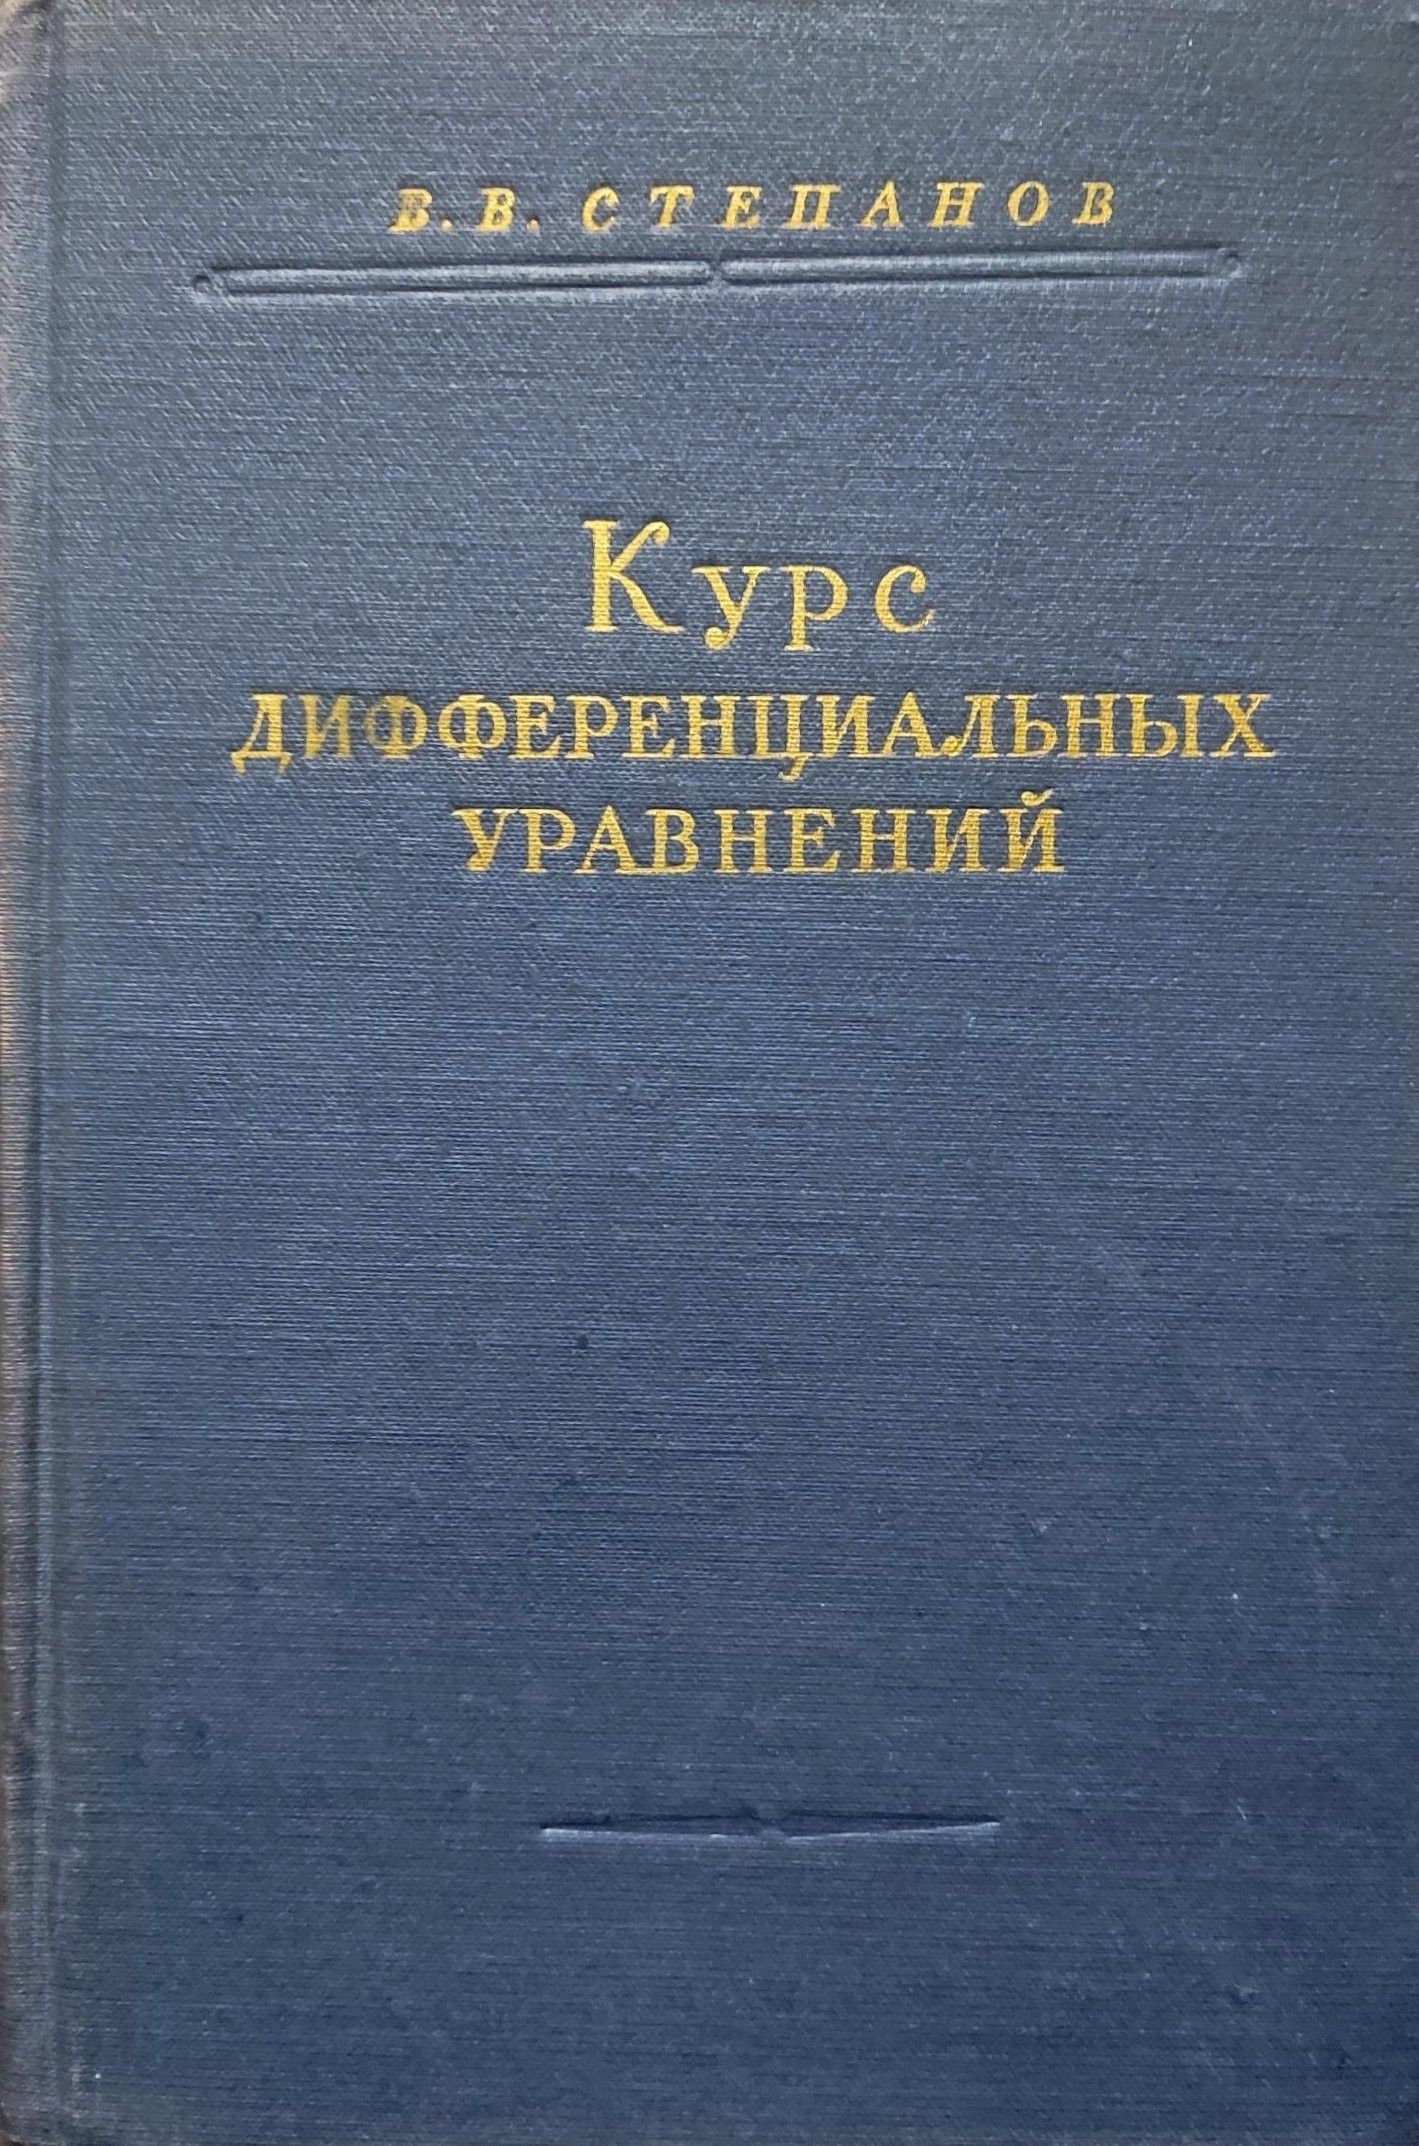 В. В. СТЕПАНОВ
Курс
ДИФФЕРЕНЦИАЛЬНЫХ
УРАВНЕНИЙ